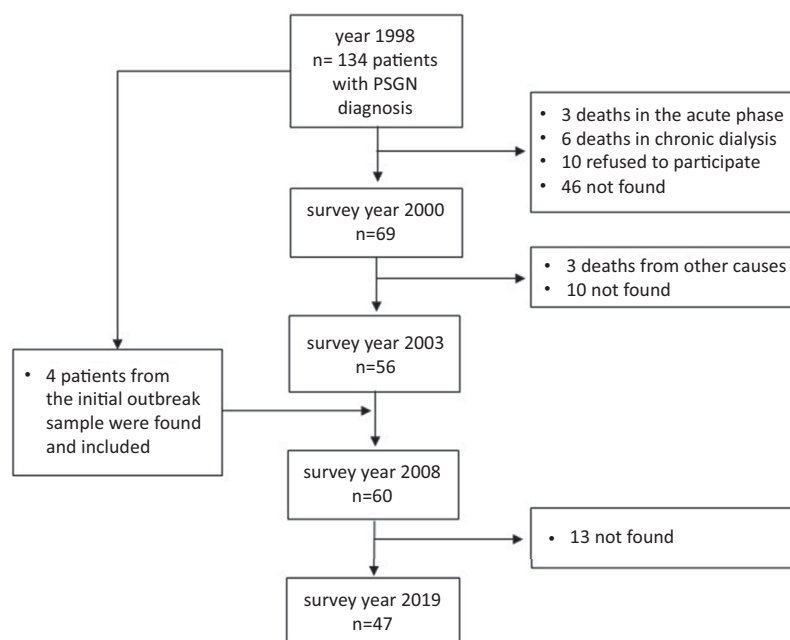 year 1998
n= 134 patients
with PSGN
diagnosis
• 3 deaths in the acute phase
• 6 deaths in chronic dialysis
• 10 refused to participate
• 46 not found
survey year 2000
n=69
• 3 deaths from other causes
• 10 not found
survey year 2003
n=56
• 4 patients from
the initial outbreak
sample were found
and included
survey year 2008
n=60
• 13 not found
survey year 2019
n=47